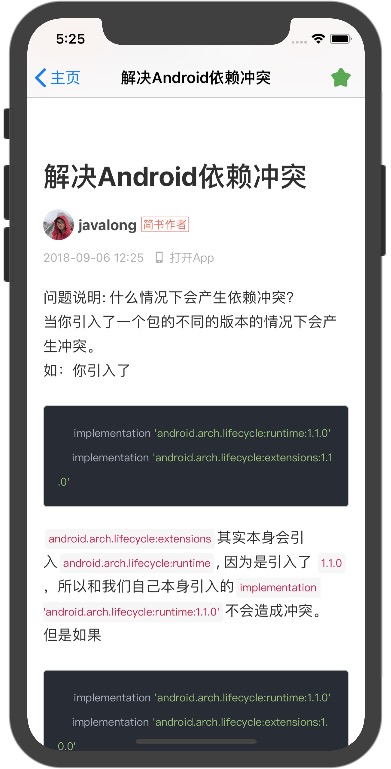 5:25
主页
解决Android依赖冲突
解决Android依赖冲突
javalong 简书作者
2018-09-06 12:25 打开App
问题说明: 什么情况下会产生依赖冲突?
当你引入了一个包的不同的版本的情况下会产
生冲突。
如：你引入了
implementation 'android.arch.lifecycle:runtime:1.1.0'
implementation 'android.arch.lifecycle:extensions:1.1
.0'
android.arch.lifecycle:extensions 其实本身会引
入 android.arch.lifecycle:runtime , 因为是引入了 1.1.0
，所以和我们自己本身引入的 implementation
'android.arch.lifecycle:runtime:1.1.0' 不会造成冲突。
但是如果
implementation 'android.arch.lifecycle:runtime:1.1.0'
implementation 'android.arch.lifecycle:extensions:1.
0.0'